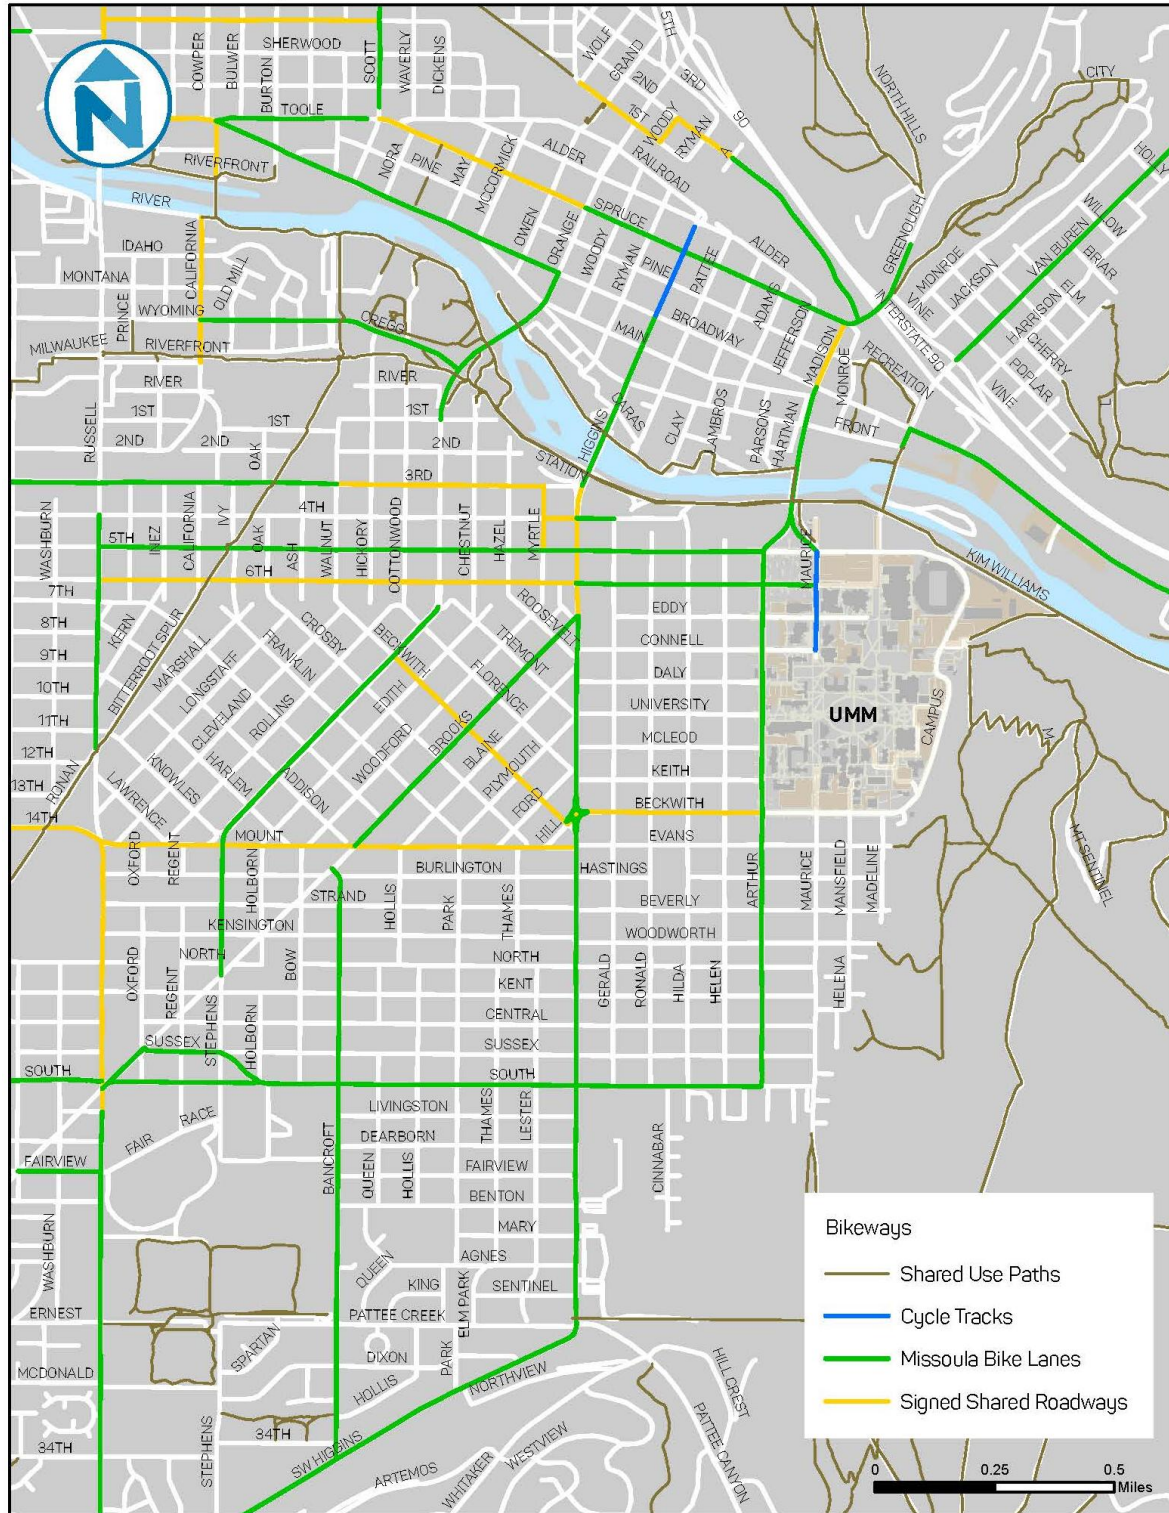 SHERWOOD
COWPER
BULWER
BURTON
SCOTT
WAVERLY
DICKENS
WOLF
GRAND
2ND
1ST
5TH
3RD
90
WOODY
RYMAN
A
NORTH HILLS
CITY
N
TOOLE
RIVERFRONT
RIVER
NORA
PINE
MAY
MCCORMICK
ALDER
RAILROAD
SPRUCE
OWEN
ORANGE
WOODY
RYMAN
PINE
PATTEE
ALDER
GREENOUGH
HOLLY
WILLOW
VAN BUREN
BRIAR
MONROE
JACKSON
VINE
ELM
HARRISON
CHERRY
POPLAR
VINE
INTERSTATE 90
L
IDAHO
CALIFORNIA
OLD MILL
MONTANA
PRINCE
WYOMING
MILWAUKEE
RIVERFRONT
CREGG
MAIN
BROADWAY
ADAMS
JEFFERSON
MADISON
MONROE
RECREATION
RIVER
RIVER
1ST
1ST
1ST
2ND
2ND
2ND
OAK
RUSSELL
STATION
HIGGINS
CARAS
CLAY
LAMBROS
PARSONS
HARTMAN
FRONT
3RD
4TH
WASHBURN
5TH
6TH
INEZ
CALIFORNIA
IVY
OAK
ASH
WALNUT
HICKORY
COTTONWOOD
CHESTNUT
HAZEL
MYRTLE
MAURICE
KIM WILLIAMS
7TH
8TH
9TH
10TH
11TH
12TH
13TH
14TH
RONAN
KERN
BITTERROOT SPUR
MARSHALL
LONGSTAFF
CLEVELAND
FRANKLIN
ROLLINS
CROSBY
BECKWITH
EDITH
ROOSEVELT
TREMONT
FLORENCE
BROOKS
BLAINE
PLYMOUTH
FORD
HILL
WOODFORD
ADDISON
HARLEM
KNOWLES
LAWRENCE
EDDY
CONNELL
DALY
UNIVERSITY
MCLEOD
KEITH
BECKWITH
EVANS
UMM
CAMPUS
M
MT SENTINEL
MOUNT
OXFORD
REGENT
HOLBORN
BURLINGTON
HASTINGS
STRAND
HOLLIS
PARK
THAMES
BEVERLY
WOODWORTH
ARTHUR
MAURICE
MANSFIELD
MADELINE
KENSINGTON
NORTH
NORTH
BOW
KENT
CENTRAL
SUSSEX
SOUTH
GERALD
RONALD
HILDA
HELEN
HELENA
OXFORD
REGENT
STEPHENS
HOLBORN
SUSSEX
SOUTH
LIVINGSTON
DEARBORN
THAMES
LESTER
FAIR
RACE
FAIRVIEW
BANCROFT
QUEEN
HOLLIS
FAIRVIEW
BENTON
MARY
AGNES
CINNABAR
WASHBURN
QUEEN
KING
ELM PARK
SENTINEL
ERNEST
PATTEE CREEK
SPARTAN
DIXON
PARK
MCDONALD
HOLLIS
NORTHVIEW
HILL CREST
PATTEE CANYON
34TH
STEPHENS
34TH
SW HIGGINS
ARTEMOS
WHITAKER
WESTVIEW
Bikeways
Shared Use Paths
Cycle Tracks
Missoula Bike Lanes
Signed Shared Roadways
0 0.25 0.5
Miles